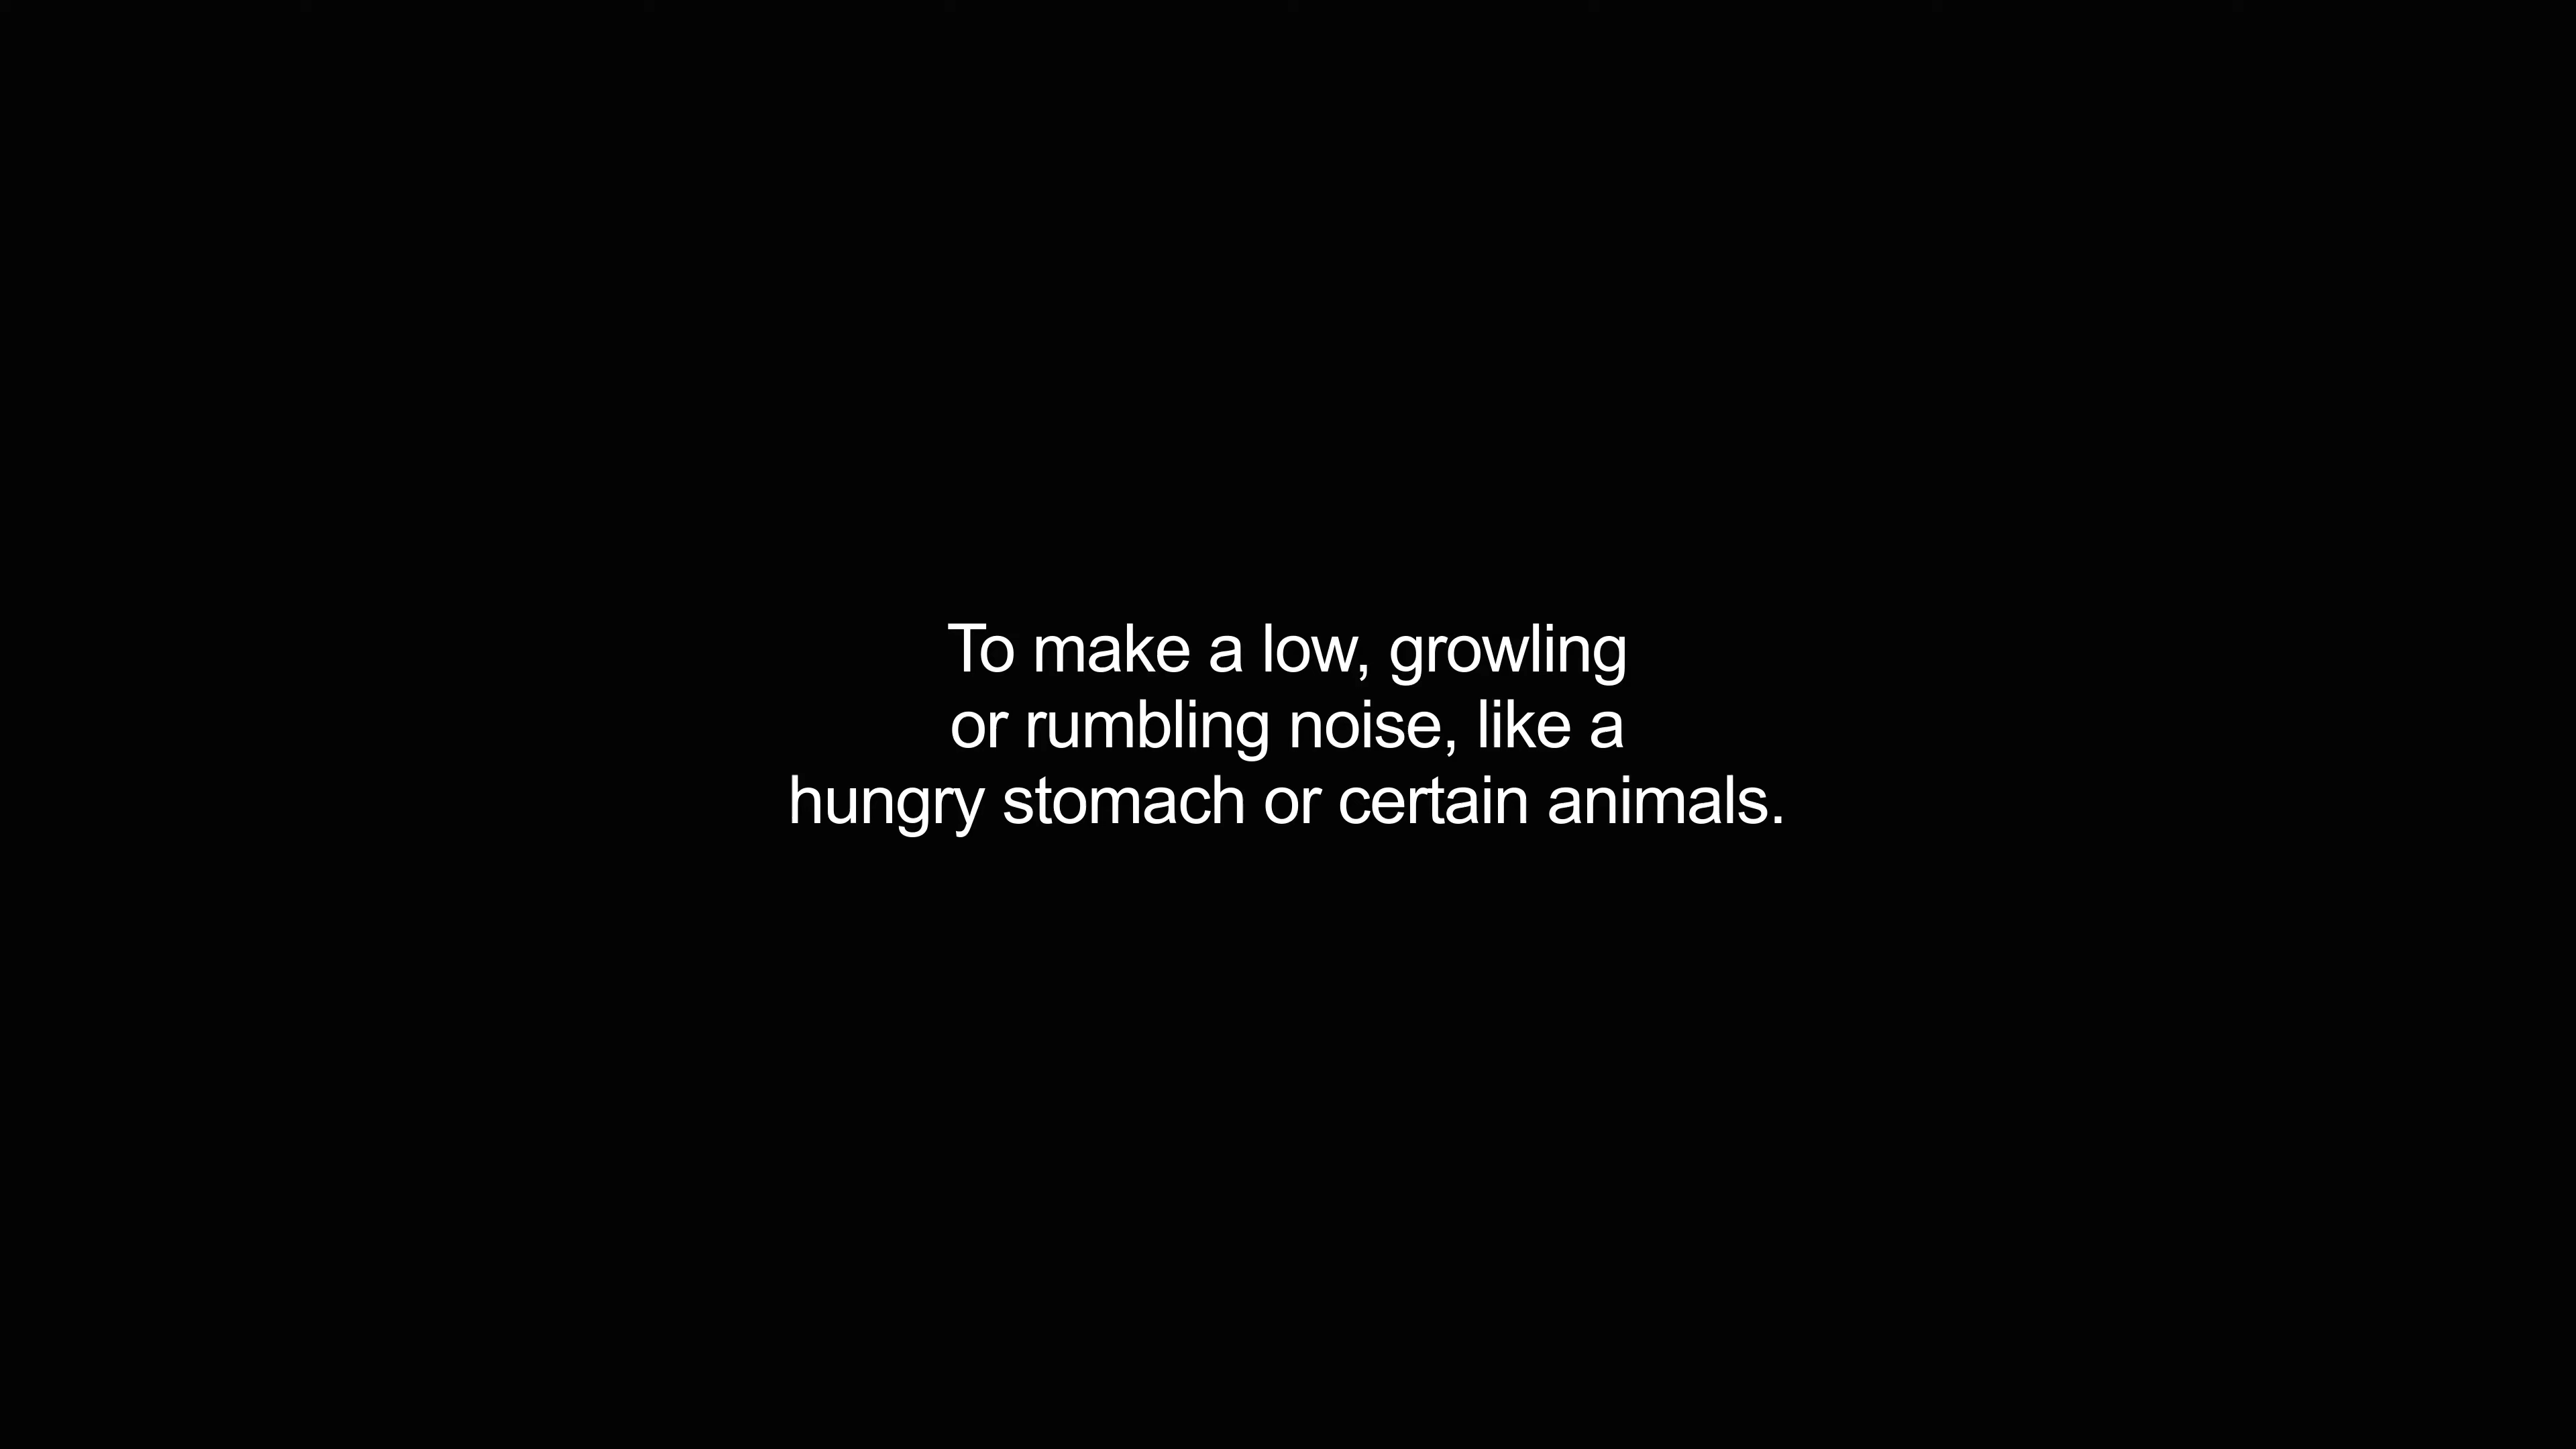 To make a low, growling
or rumbling noise, like a
hungry stomach or certain animals.